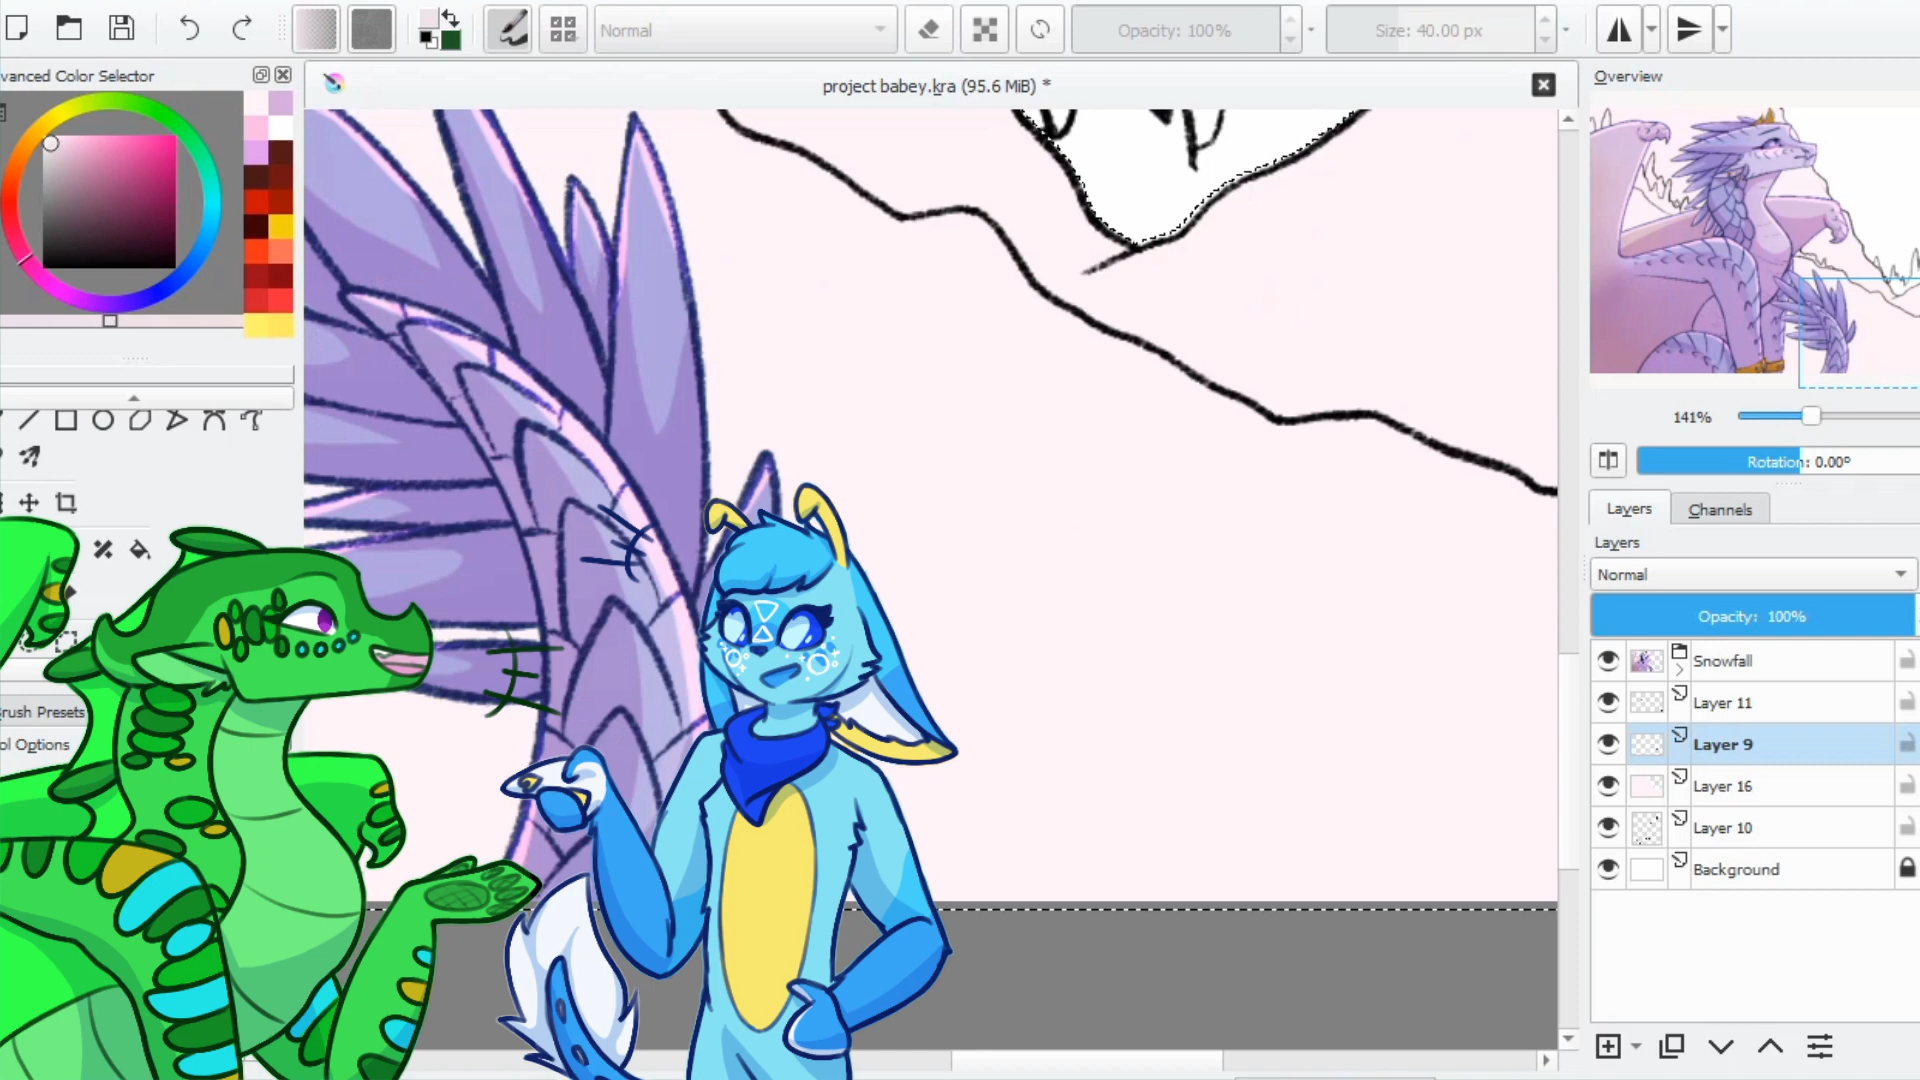 Normal
Opacity: 100%
Size: 40.00 px
vanced Color Selector
project babey.kra (95.6 MiB) *
Overview
141%
Rotation: 0.00°
Layers
Channels
Layers
Normal
Opacity: 100%
Snowfall
Layer 11
Layer 9
Layer 16
Layer 10
Background
rush Presets
ol Options